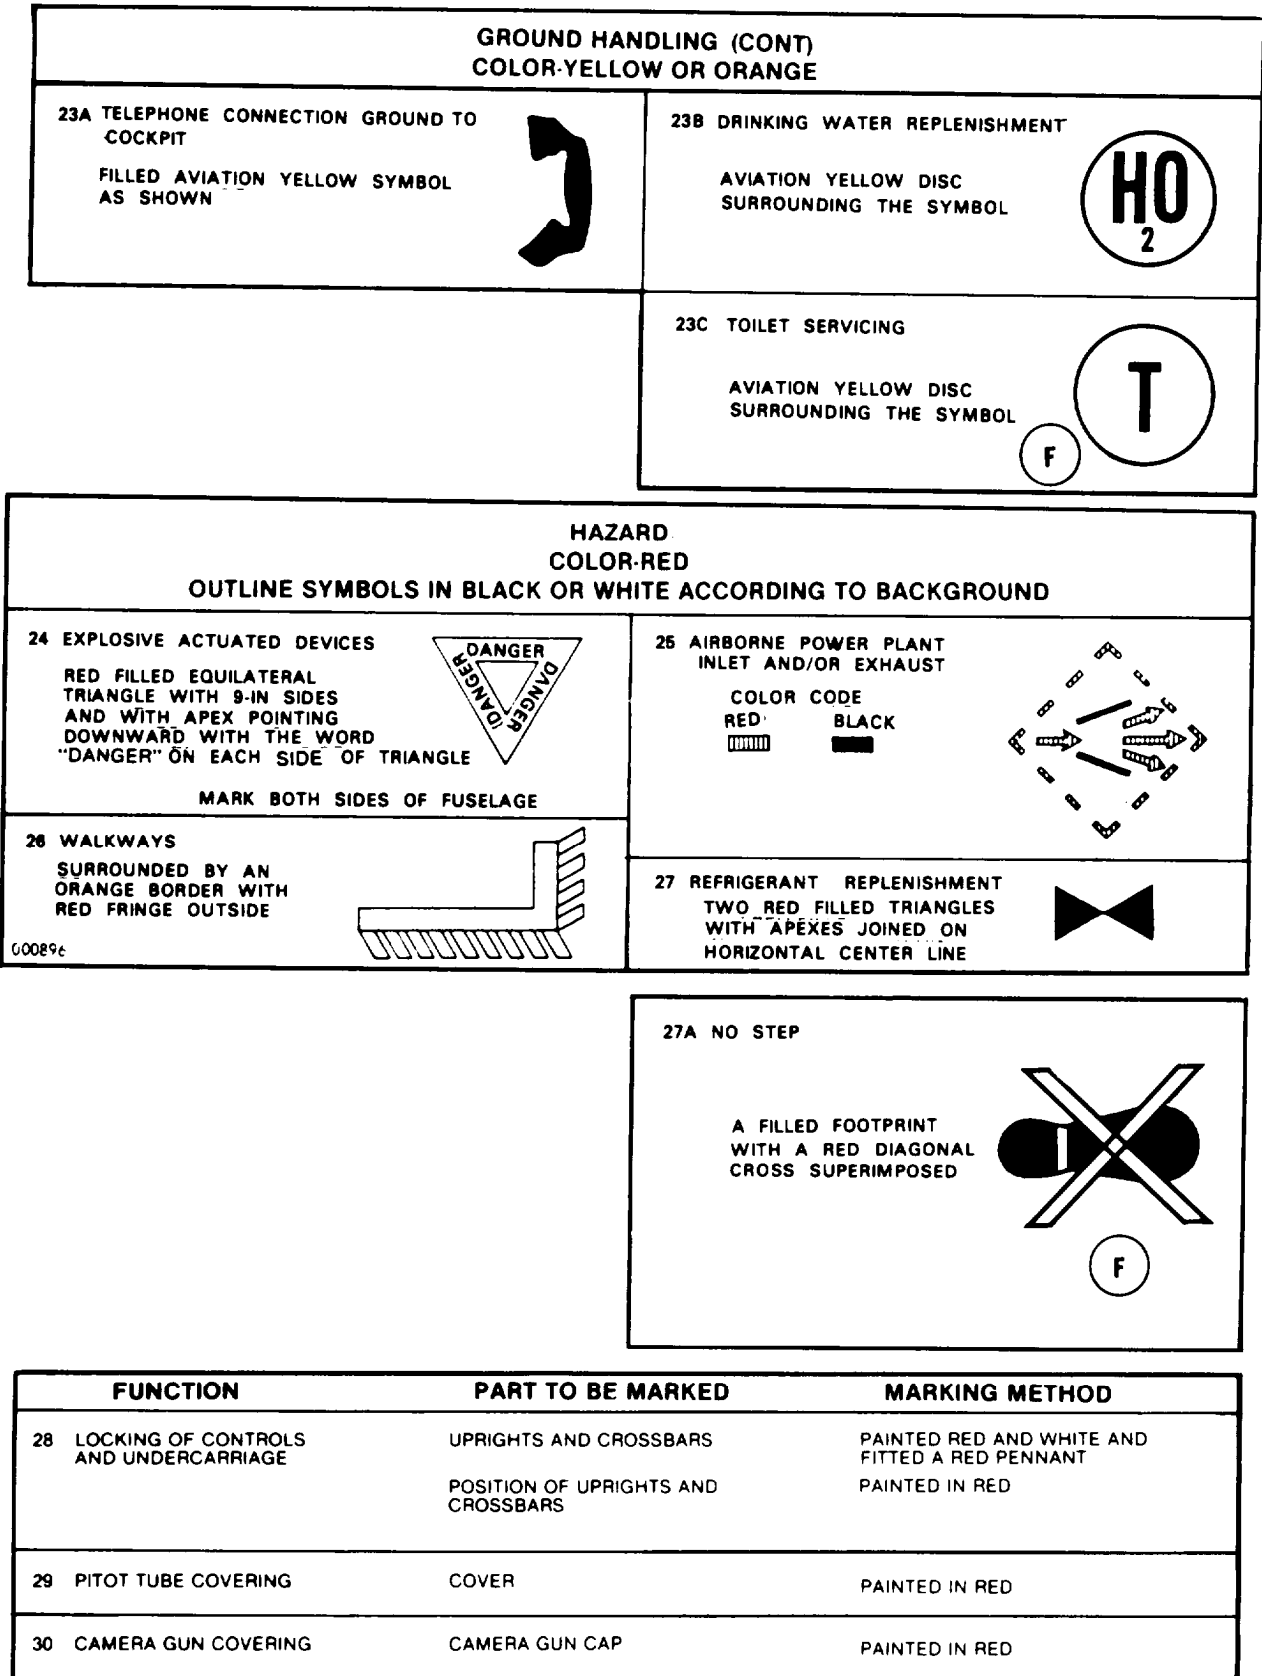 GROUND HANDLING (CONT)
COLOR-YELLOW OR ORANGE
23A TELEPHONE CONNECTION GROUND TO
COCKPIT
FILLED AVIATION YELLOW SYMBOL
AS SHOWN
23B DRINKING WATER REPLENISHMENT
AVIATION YELLOW DISC
SURROUNDING THE SYMBOL
HO
2
23C TOILET SERVICING
AVIATION YELLOW DISC
SURROUNDING THE SYMBOL
T
F
HAZARD
COLOR-RED
OUTLINE SYMBOLS IN BLACK OR WHITE ACCORDING TO BACKGROUND
24 EXPLOSIVE ACTUATED DEVICES
RED FILLED EQUILATERAL
TRIANGLE WITH 9-IN SIDES
AND WITH APEX POINTING
DOWNWARD WITH THE WORD
"DANGER" ON EACH SIDE OF TRIANGLE
MARK BOTH SIDES OF FUSELAGE
DANGER
DANGER
DANGER
25 AIRBORNE POWER PLANT
INLET AND/OR EXHAUST
COLOR CODE
RED BLACK
26 WALKWAYS
SURROUNDED BY AN
ORANGE BORDER WITH
RED FRINGE OUTSIDE
000896
27 REFRIGERANT REPLENISHMENT
TWO RED FILLED TRIANGLES
WITH APEXES JOINED ON
HORIZONTAL CENTER LINE
27A NO STEP
A FILLED FOOTPRINT
WITH A RED DIAGONAL
CROSS SUPERIMPOSED
F
FUNCTION PART TO BE MARKED MARKING METHOD
28 LOCKING OF CONTROLS
AND UNDERCARRIAGE
UPRIGHTS AND CROSSBARS
PAINTED RED AND WHITE AND
FITTED A RED PENNANT
POSITION OF UPRIGHTS AND
CROSSBARS
PAINTED IN RED
29 PITOT TUBE COVERING COVER PAINTED IN RED
30 CAMERA GUN COVERING CAMERA GUN CAP PAINTED IN RED